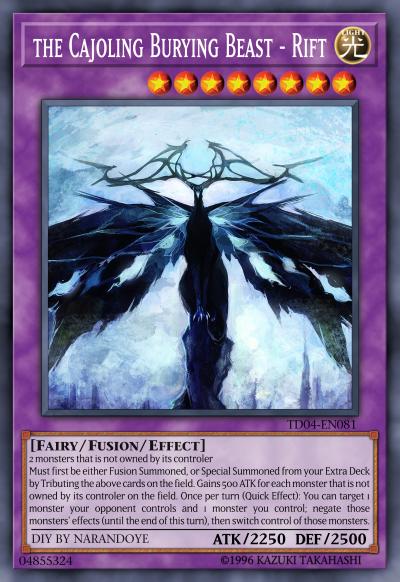 THE CAJOLING BURYING BEAST - RIFT
LIGHT
光
TD04-EN081
[FAIRY/FUSION/EFFECT]
2 monsters that is not owned by its controler
Must first be either Fusion Summoned, or Special Summoned from your Extra Deck
by Tributing the above cards on the field. Gains 500 ATK for each monster that is not
owned by its controler on the field. Once per turn (Quick Effect): You can target 1
monster your opponent controls and 1 monster you control; negate those
monsters' effects (until the end of this turn), then switch control of those monsters.
DIY BY NARANDOYE
ATK/2250 DEF/2500
04855324
©1996 KAZUKI TAKAHASHI